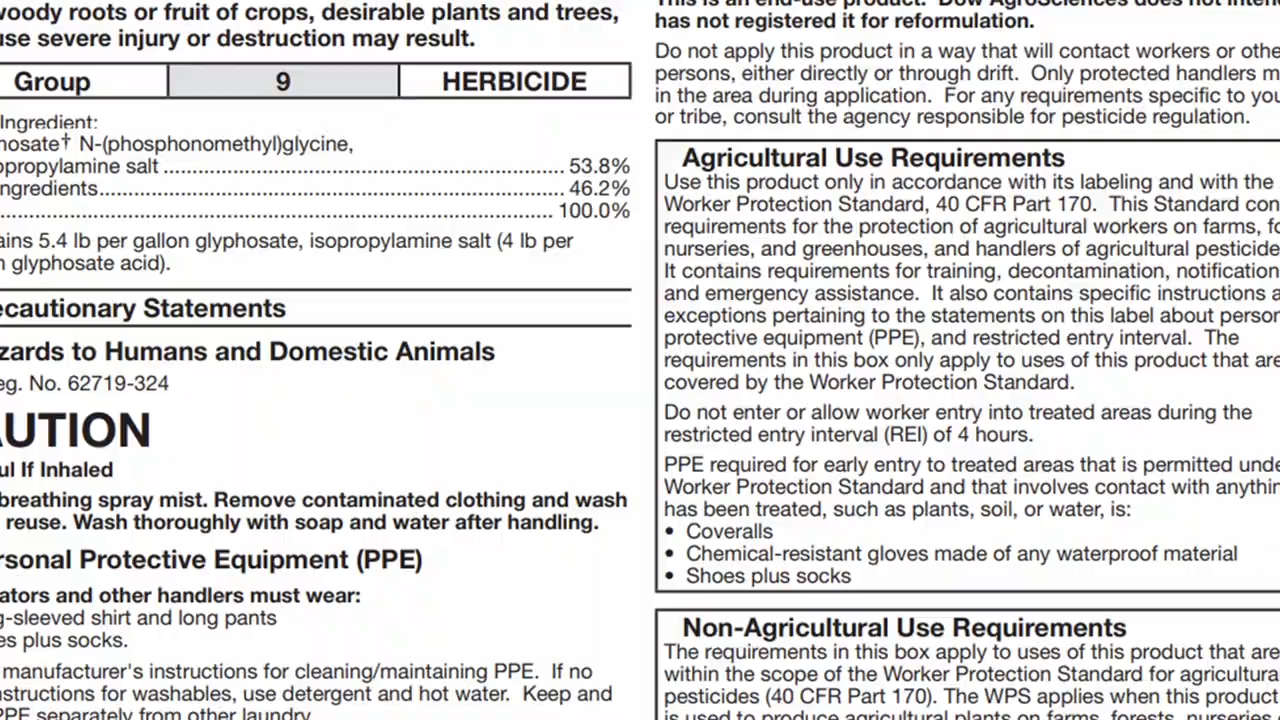 woody roots or fruit of crops, desirable plants and trees,
use severe injury or destruction may result.
Group 9 HERBICIDE
Ingredient:
hosate† N-(phosphonomethyl)glycine,
opropylamine salt 53.8%
ngredients 46.2%
100.0%
ains 5.4 lb per gallon glyphosate, isopropylamine salt (4 lb per
n glyphosate acid).
ecautionary Statements
zards to Humans and Domestic Animals
eg. No. 62719-324
AUTION
ul If Inhaled
breathing spray mist. Remove contaminated clothing and wash
reuse. Wash thoroughly with soap and water after handling.
rsonal Protective Equipment (PPE)
ators and other handlers must wear:
g-sleeved shirt and long pants
es plus socks.
manufacturer's instructions for cleaning/maintaining PPE. If no
nstructions for washables, use detergent and hot water. Keep and
PPE separately from other laundry.
This is an end-use product. Dow AgroSciences does not inten
has not registered it for reformulation.
Do not apply this product in a way that will contact workers or othe
persons, either directly or through drift. Only protected handlers m
in the area during application. For any requirements specific to you
or tribe, consult the agency responsible for pesticide regulation.
Agricultural Use Requirements
Use this product only in accordance with its labeling and with the
Worker Protection Standard, 40 CFR Part 170. This Standard con
requirements for the protection of agricultural workers on farms, fo
nurseries, and greenhouses, and handlers of agricultural pesticide
It contains requirements for training, decontamination, notification
and emergency assistance. It also contains specific instructions a
exceptions pertaining to the statements on this label about person
protective equipment (PPE), and restricted entry interval. The
requirements in this box only apply to uses of this product that are
covered by the Worker Protection Standard.
Do not enter or allow worker entry into treated areas during the
restricted entry interval (REI) of 4 hours.
PPE required for early entry to treated areas that is permitted unde
Worker Protection Standard and that involves contact with anythin
has been treated, such as plants, soil, or water, is:
• Coveralls
• Chemical-resistant gloves made of any waterproof material
• Shoes plus socks
Non-Agricultural Use Requirements
The requirements in this box apply to uses of this product that are
within the scope of the Worker Protection Standard for agricultura
pesticides (40 CFR Part 170). The WPS applies when this product
is used to produce agricultural plants on farms, forests, nurseries